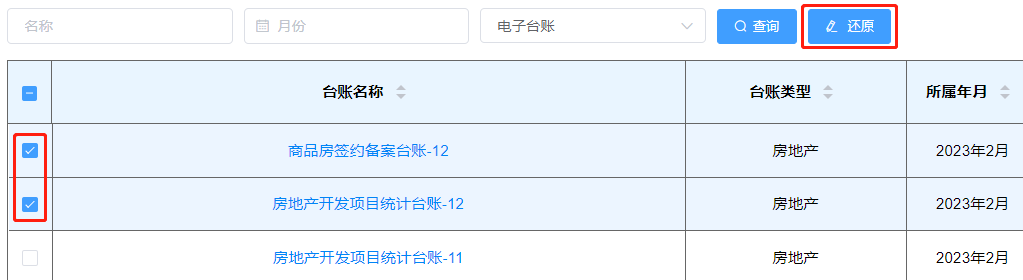 名称 月份 电子台账 查询 还原
台账名称 台账类型 所属年月
商品房签约备案台账-12 房地产 2023年2月
房地产开发项目统计台账-12 房地产 2023年2月
房地产开发项目统计台账-11 房地产 2023年2月